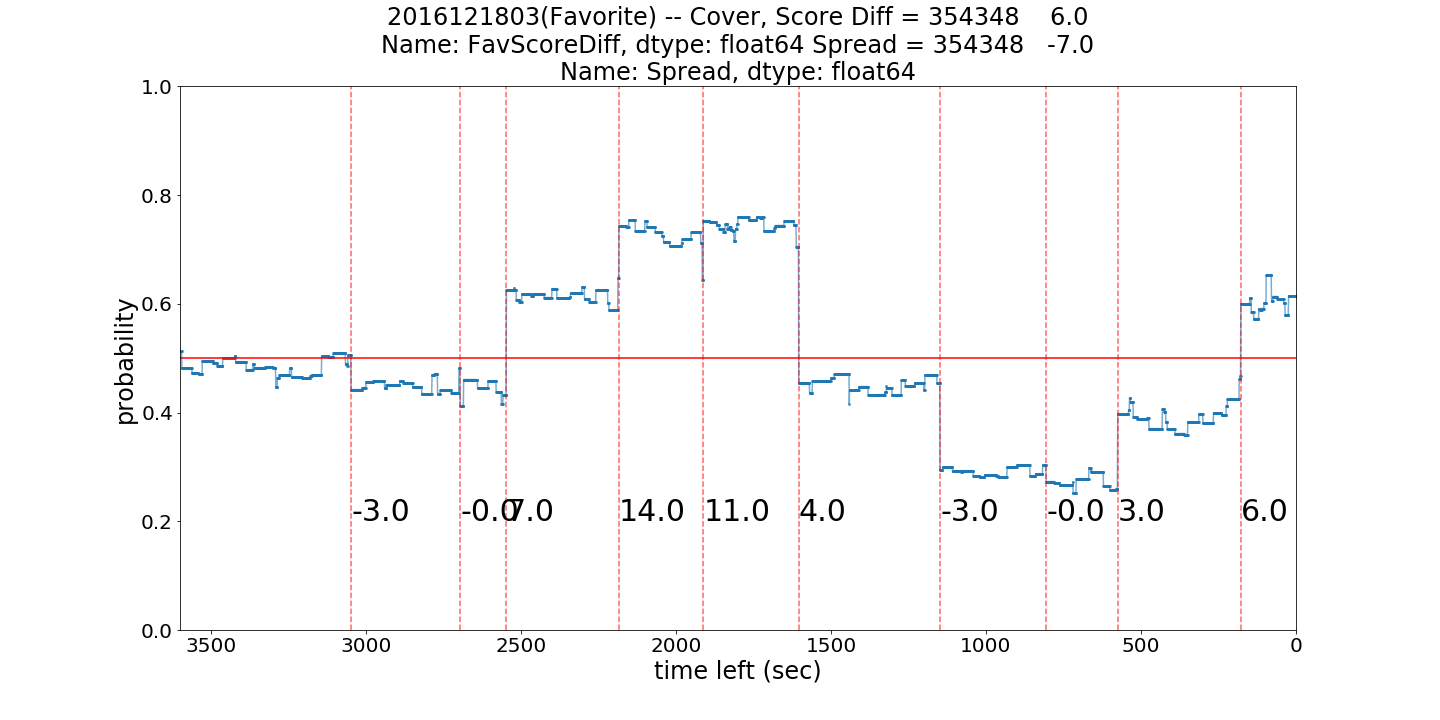 2016121803(Favorite) -- Cover, Score Diff = 354348    6.0
Name: FavScoreDiff, dtype: float64 Spread = 354348   -7.0
Name: Spread, dtype: float64
1.0
0.8
0.6
0.4
0.2
0.0
probability
-3.0 -0.0 7.0 14.0 11.0 4.0 -3.0 -0.0 3.0 6.0
3500 3000 2500 2000 1500 1000 500 0
time left (sec)